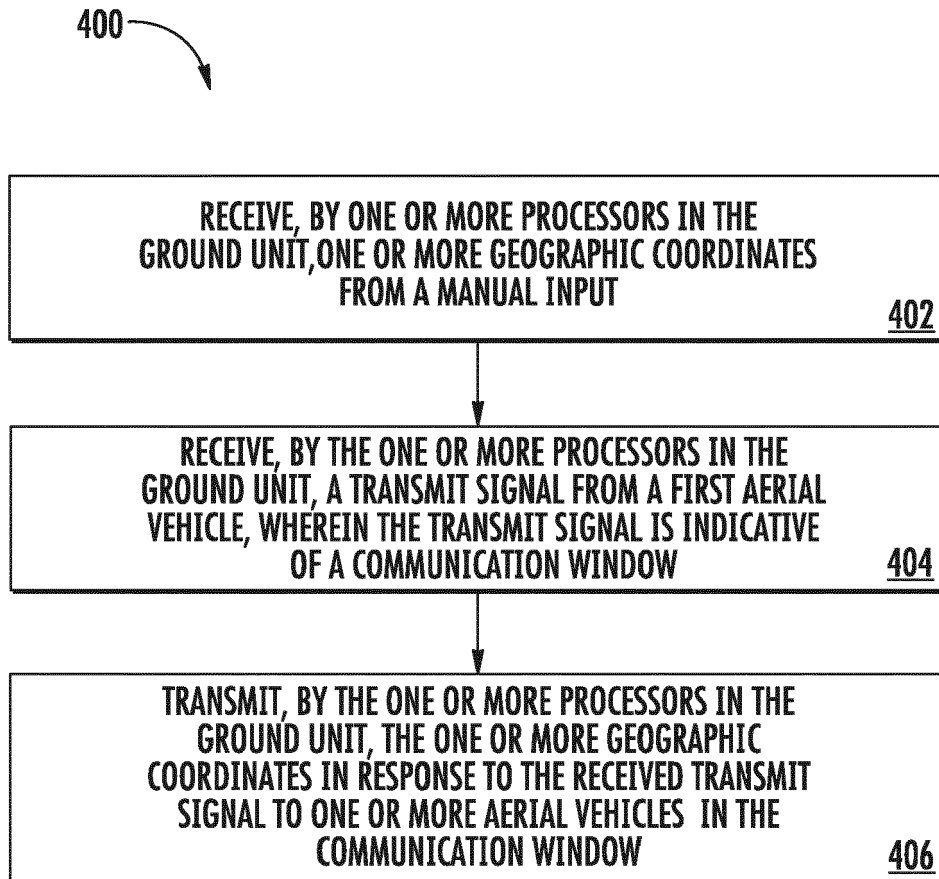 400
RECEIVE, BY ONE OR MORE PROCESSORS IN THE
GROUND UNIT,ONE OR MORE GEOGRAPHIC COORDINATES
FROM A MANUAL INPUT
402
RECEIVE, BY THE ONE OR MORE PROCESSORS IN THE
GROUND UNIT, A TRANSMIT SIGNAL FROM A FIRST AERIAL
VEHICLE, WHEREIN THE TRANSMIT SIGNAL IS INDICATIVE
OF A COMMUNICATION WINDOW
404
TRANSMIT, BY THE ONE OR MORE PROCESSORS IN THE
GROUND UNIT, THE ONE OR MORE GEOGRAPHIC
COORDINATES IN RESPONSE TO THE RECEIVED TRANSMIT
SIGNAL TO ONE OR MORE AERIAL VEHICLES IN THE
COMMUNICATION WINDOW
406